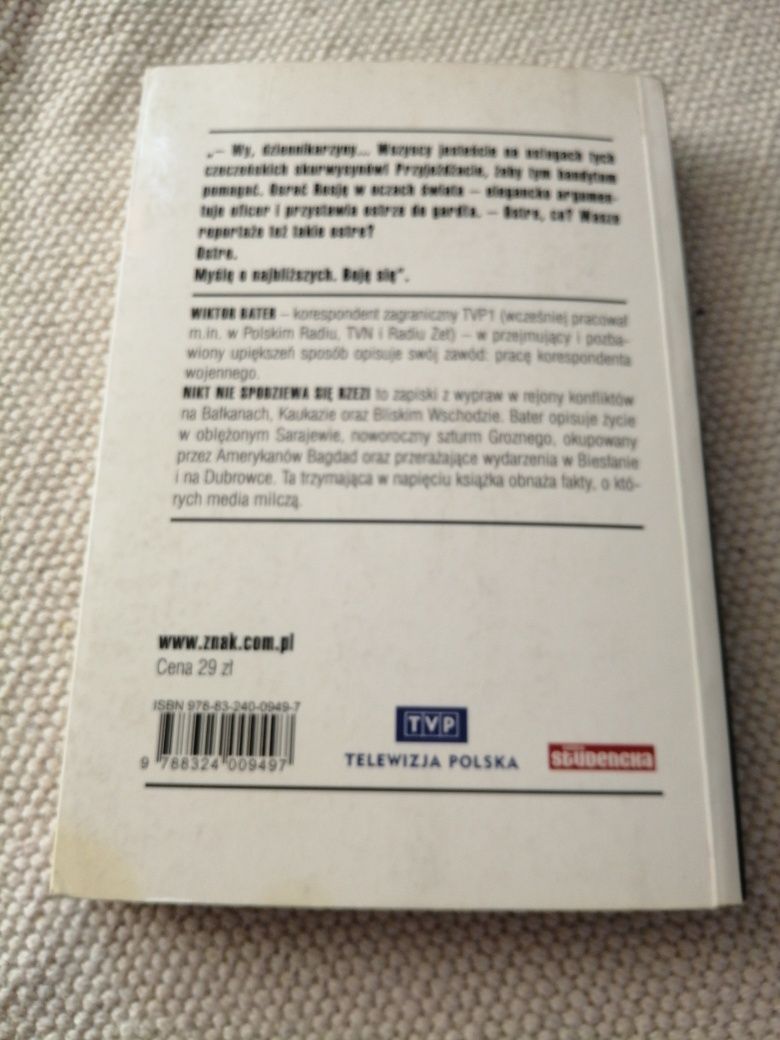 „– Wy, dziennikarzyny... Wszyscy jesteście na usługach tych
czeczeńskich skurwysynów! Przyjeżdżacie, żeby tym bandytom
pomagać. Osrać Rosję w oczach świata – elegancko argumen-
tuje oficer i przystawia ostrze do gardła. – Ostre, co? Wasze
reportaże też takie ostre?
Ostre.
Myślę o najbliższych. Boję się”.
WIKTOR BATER – korespondent zagraniczny TVP1 (wcześniej pracował
m.in. w Polskim Radiu, TVN i Radiu Zet) – w przejmujący i pozba-
wiony upiększeń sposób opisuje swój zawód: pracę korespondenta
wojennego.
NIKT NIE SPODZIEWA SIĘ RZEZI to zapiski z wypraw w rejony konfliktów
na Bałkanach, Kaukazie oraz Bliskim Wschodzie. Bater opisuje życie
w oblężonym Sarajewie, noworoczny szturm Groznego, okupowany
przez Amerykanów Bagdad oraz przerażające wydarzenia w Biesłanie
i na Dubrowce. Ta trzymająca w napięciu książka obnaża fakty, o któ-
rych media milczą.
www.znak.com.pl
Cena 29 zł
ISBN 978-83-240-0949-7
9 788324 009497
TVP
TELEWIZJA POLSKA
STUDENCKA